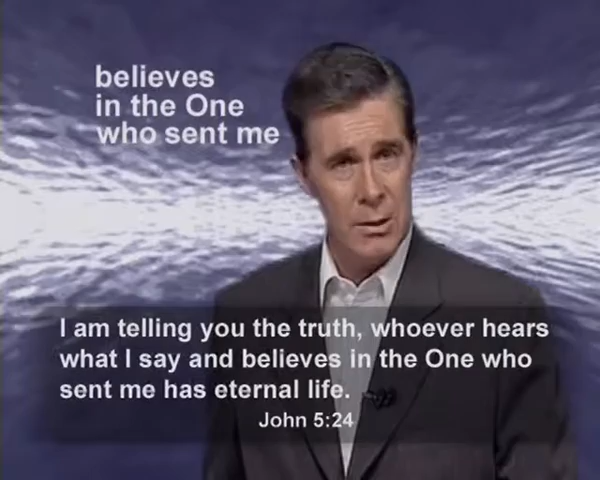 believes
in the One
who sent me
I am telling you the truth, whoever hears
what I say and believes in the One who
sent me has eternal life.
John 5:24